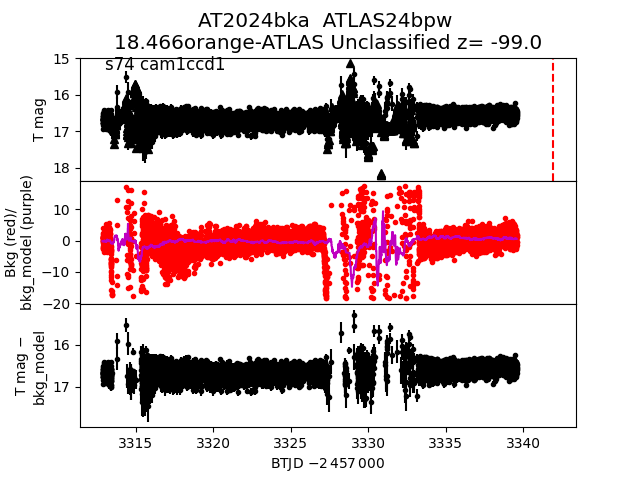 AT2024bka  ATLAS24bpw
18.466orange-ATLAS Unclassified z= -99.0
s74 cam1ccd1
15
16
17
18
T mag
10
0
−10
−20
Bkg (red)/
bkg_model (purple)
16
17
T mag −
bkg_model
3315 3320 3325 3330 3335 3340
BTJD −2 457 000